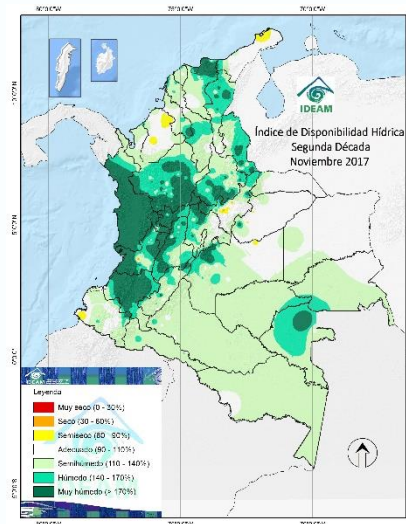 IDEAM
Índice de Disponibilidad Hídrica
Segunda Década
Noviembre 2017
IDEAM
Leyenda
Muy seco (0 - 30%)
Seco (30 - 60%)
Semiseco (60 - 90%)
Adecuado (90 - 110%)
Semihúmedo (110 - 140%)
Húmedo (140 - 170%)
Muy húmedo (> 170%)